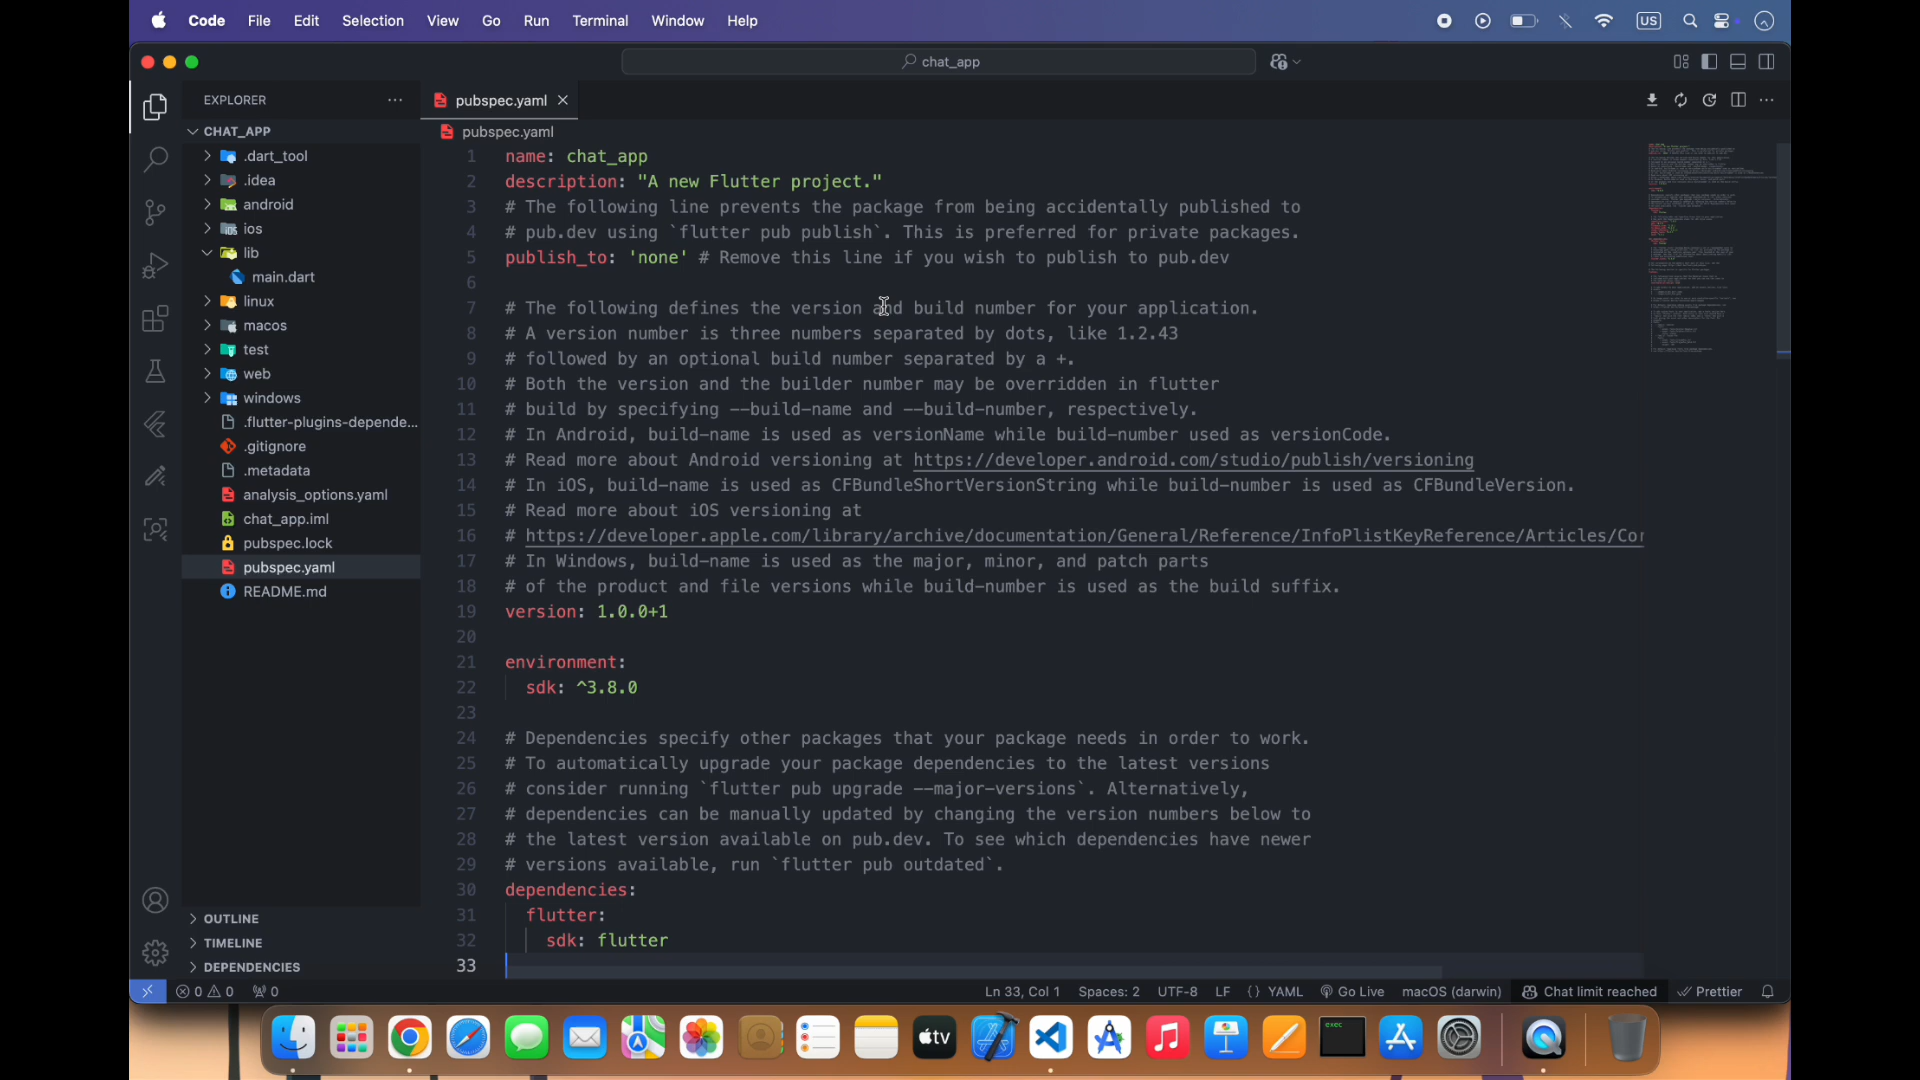 Code File Edit Selection View Go Run Terminal Window Help US
chat_app
EXPLORER
pubspec.yaml
CHAT_APP
.dart_tool
.idea
android
ios
lib
main.dart
linux
macos
test
web
windows
.flutter-plugins-depende...
.gitignore
.metadata
analysis_options.yaml
chat_app.iml
pubspec.lock
pubspec.yaml
README.md
OUTLINE
TIMELINE
DEPENDENCIES
pubspec.yaml
1 name: chat_app
2 description: "A new Flutter project."
3 # The following line prevents the package from being accidentally published to
4 # pub.dev using `flutter pub publish`. This is preferred for private packages.
5 publish_to: 'none' # Remove this line if you wish to publish to pub.dev
6
7 # The following defines the version and build number for your application.
8 # A version number is three numbers separated by dots, like 1.2.43
9 # followed by an optional build number separated by a +.
10 # Both the version and the builder number may be overridden in flutter
11 # build by specifying --build-name and --build-number, respectively.
12 # In Android, build-name is used as versionName while build-number used as versionCode.
13 # Read more about Android versioning at https://developer.android.com/studio/publish/versioning
14 # In iOS, build-name is used as CFBundleShortVersionString while build-number is used as CFBundleVersion.
15 # Read more about iOS versioning at
16 # https://developer.apple.com/library/archive/documentation/General/Reference/InfoPlistKeyReference/Articles/Cor
17 # In Windows, build-name is used as the major, minor, and patch parts
18 # of the product and file versions while build-number is used as the build suffix.
19 version: 1.0.0+1
20
21 environment:
22 sdk: ^3.8.0
23
24 # Dependencies specify other packages that your package needs in order to work.
25 # To automatically upgrade your package dependencies to the latest versions
26 # consider running `flutter pub upgrade --major-versions`. Alternatively,
27 # dependencies can be manually updated by changing the version numbers below to
28 # the latest version available on pub.dev. To see which dependencies have newer
29 # versions available, run `flutter pub outdated`.
30 dependencies:
31 flutter:
32 sdk: flutter
33
0 0 0 Ln 33, Col 1 Spaces: 2 UTF-8 LF {} YAML Go Live macOS (darwin) Chat limit reached Prettier
tv exec